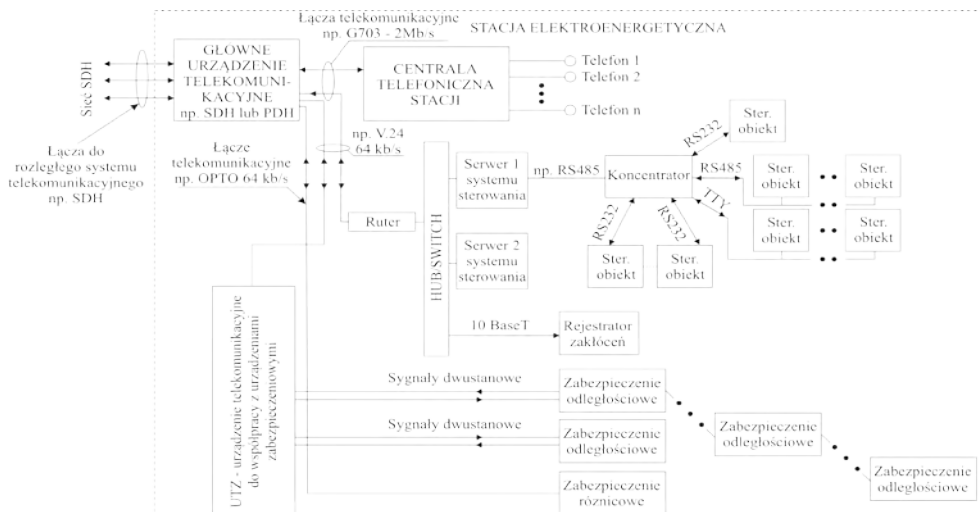 Łącza telekomunikacyjne
np. G703 - 2Mb/s
STACJA ELEKTROENERGETYCZNA
Sieć SDH
GŁOWNE
URZĄDZENIE
TELEKOMUNI-
KACYJNE
np. SDH lub PDH
CENTRALA
TELEFONICZNA
STACJI
Telefon 1
Telefon 2
Telefon n
Łącza do
rozległego systemu
telekomunikacyjnego
np. SDH
Łącze
telekomunikacyjne
np. OPTO 64 kb/s
np. V.24
64 kb/s
Ruter
HUB/SWITCH
Serwer 1
systemu
sterowania
np. RS485
Koncentrator
RS232
Ster.
obiekt
RS485
TTY
Ster.
obiekt
Ster.
obiekt
Ster.
obiekt
Ster.
obiekt
RS232
RS232
Ster.
obiekt
Ster.
obiekt
Serwer 2
systemu
sterowania
10 BaseT
Rejestrator
zakłóceń
UTZ - urządzenie telekomunikacyjne
do współpracy z urządzeniami
zabezpieczeniowymi
Sygnały dwustanowe
Zabezpieczenie
odległościowe
Sygnały dwustanowe
Zabezpieczenie
odległościowe
Zabezpieczenie
odległościowe
Zabezpieczenie
odległościowe
Zabezpieczenie
różnicowe